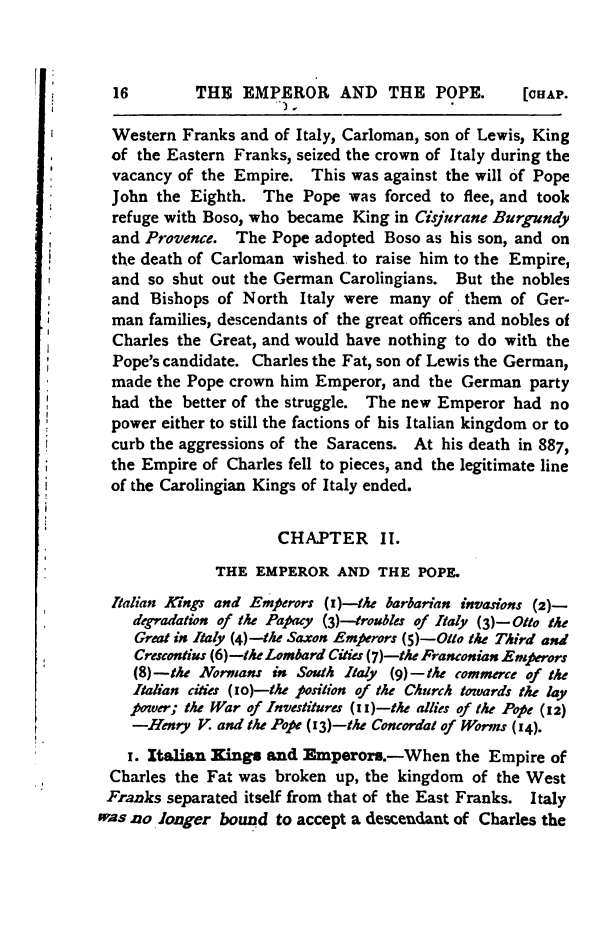 16 THE EMPEROR AND THE POPE. [CHAP.
Western Franks and of Italy, Carloman, son of Lewis, King
of the Eastern Franks, seized the crown of Italy during the
vacancy of the Empire. This was against the will of Pope
John the Eighth. The Pope was forced to flee, and took
refuge with Boso, who became King in Cisjurane Burgundy
and Provence. The Pope adopted Boso as his son, and on
the death of Carloman wished to raise him to the Empire,
and so shut out the German Carolingians. But the nobles
and Bishops of North Italy were many of them of Ger-
man families, descendants of the great officers and nobles of
Charles the Great, and would have nothing to do with the
Pope's candidate. Charles the Fat, son of Lewis the German,
made the Pope crown him Emperor, and the German party
had the better of the struggle. The new Emperor had no
power either to still the factions of his Italian kingdom or to
curb the aggressions of the Saracens. At his death in 887,
the Empire of Charles fell to pieces, and the legitimate line
of the Carolingian Kings of Italy ended.
CHAPTER II.
THE EMPEROR AND THE POPE.
Italian Kings and Emperors (1)—the barbarian invasions (2)—
degradation of the Papacy (3)—troubles of Italy (3)—Otto the
Great in Italy (4)—the Saxon Emperors (5)—Otto the Third and
Crescontius (6)—the Lombard Cities (7)—the Franconian Emperors
(8)—the Normans in South Italy (9)—the commerce of the
Italian cities (10)—the position of the Church towards the lay
power; the War of Investitures (11)—the allies of the Pope (12)
—Henry V. and the Pope (13)—the Concordat of Worms (14).
1. Italian Kings and Emperors.—When the Empire of
Charles the Fat was broken up, the kingdom of the West
Franks separated itself from that of the East Franks. Italy
was no longer bound to accept a descendant of Charles the